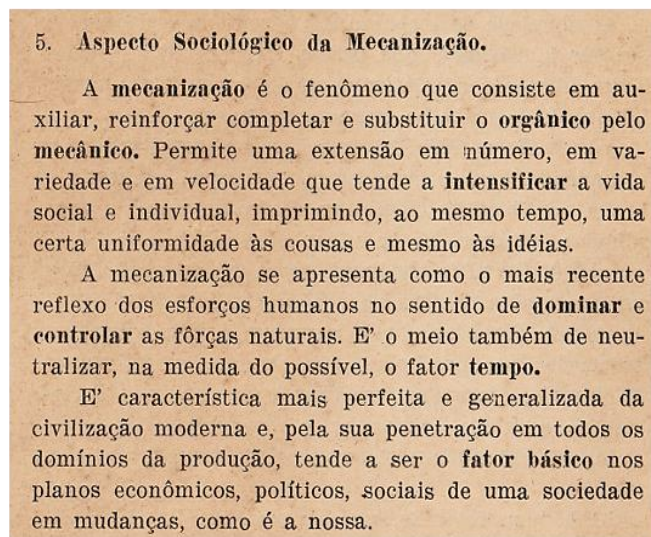 5. Aspecto Sociológico da Mecanização.
A mecanização é o fenômeno que consiste em au-
xiliar, reinforçar completar e substituir o orgânico pelo
mecânico. Permite uma extensão em número, em va-
riedade e em velocidade que tende a intensificar a vida
social e individual, imprimindo, ao mesmo tempo, uma
certa uniformidade às cousas e mesmo às idéias.
A mecanização se apresenta como o mais recente
reflexo dos esforços humanos no sentido de dominar e
controlar as fôrças naturais. E' o meio também de neu-
tralizar, na medida do possível, o fator tempo.
E' característica mais perfeita e generalizada da
civilização moderna e, pela sua penetração em todos os
domínios da produção, tende a ser o fator básico nos
planos econômicos, políticos, sociais de uma sociedade
em mudanças, como é a nossa.